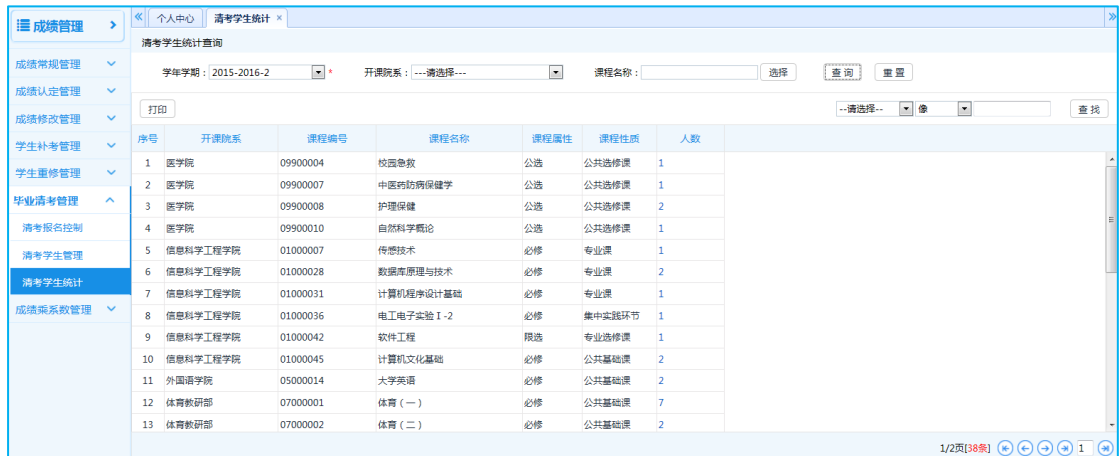 成绩管理
个人中心 清考学生统计 ×
清考学生统计查询
学年学期：2015-2016-2 * 开课院系：---请选择--- 课程名称： 选择 查询 重置
打印 --请选择-- 像 查找
成绩常规管理
成绩认定管理
成绩修改管理
学生补考管理
学生重修管理
毕业清考管理
清考报名控制
清考学生管理
清考学生统计
成绩乘系数管理
序号 开课院系 课程编号 课程名称 课程属性 课程性质 人数
1 医学院 09900004 校园急救 公选 公共选修课 1
2 医学院 09900007 中医药防病保健学 公选 公共选修课 1
3 医学院 09900008 护理保健 公选 公共选修课 2
4 医学院 09900010 自然科学概论 公选 公共选修课 1
5 信息科学工程学院 01000007 传感技术 必修 专业课 1
6 信息科学工程学院 01000028 数据库原理与技术 必修 专业课 2
7 信息科学工程学院 01000031 计算机程序设计基础 必修 专业课 1
8 信息科学工程学院 01000036 电工电子实验Ⅰ-2 必修 集中实践环节 1
9 信息科学工程学院 01000042 软件工程 限选 专业选修课 1
10 信息科学工程学院 01000045 计算机文化基础 必修 公共基础课 2
11 外国语学院 05000014 大学英语 必修 公共基础课 2
12 体育教研部 07000001 体育（一） 必修 公共基础课 7
13 体育教研部 07000002 体育（二） 必修 公共基础课 2
1/2页[38条] 1